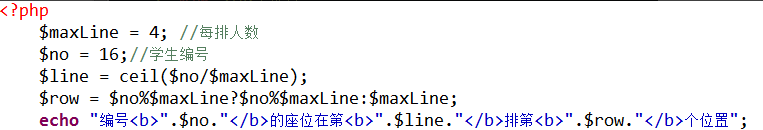 <?php
$maxLine = 4; //每排人数
$no = 16;//学生编号
$line = ceil($no/$maxLine);
$row = $no%$maxLine?$no%$maxLine:$maxLine;
echo "编号<b>".$no."</b>的座位在第<b>".$line."</b>排第<b>".$row."</b>个位置";